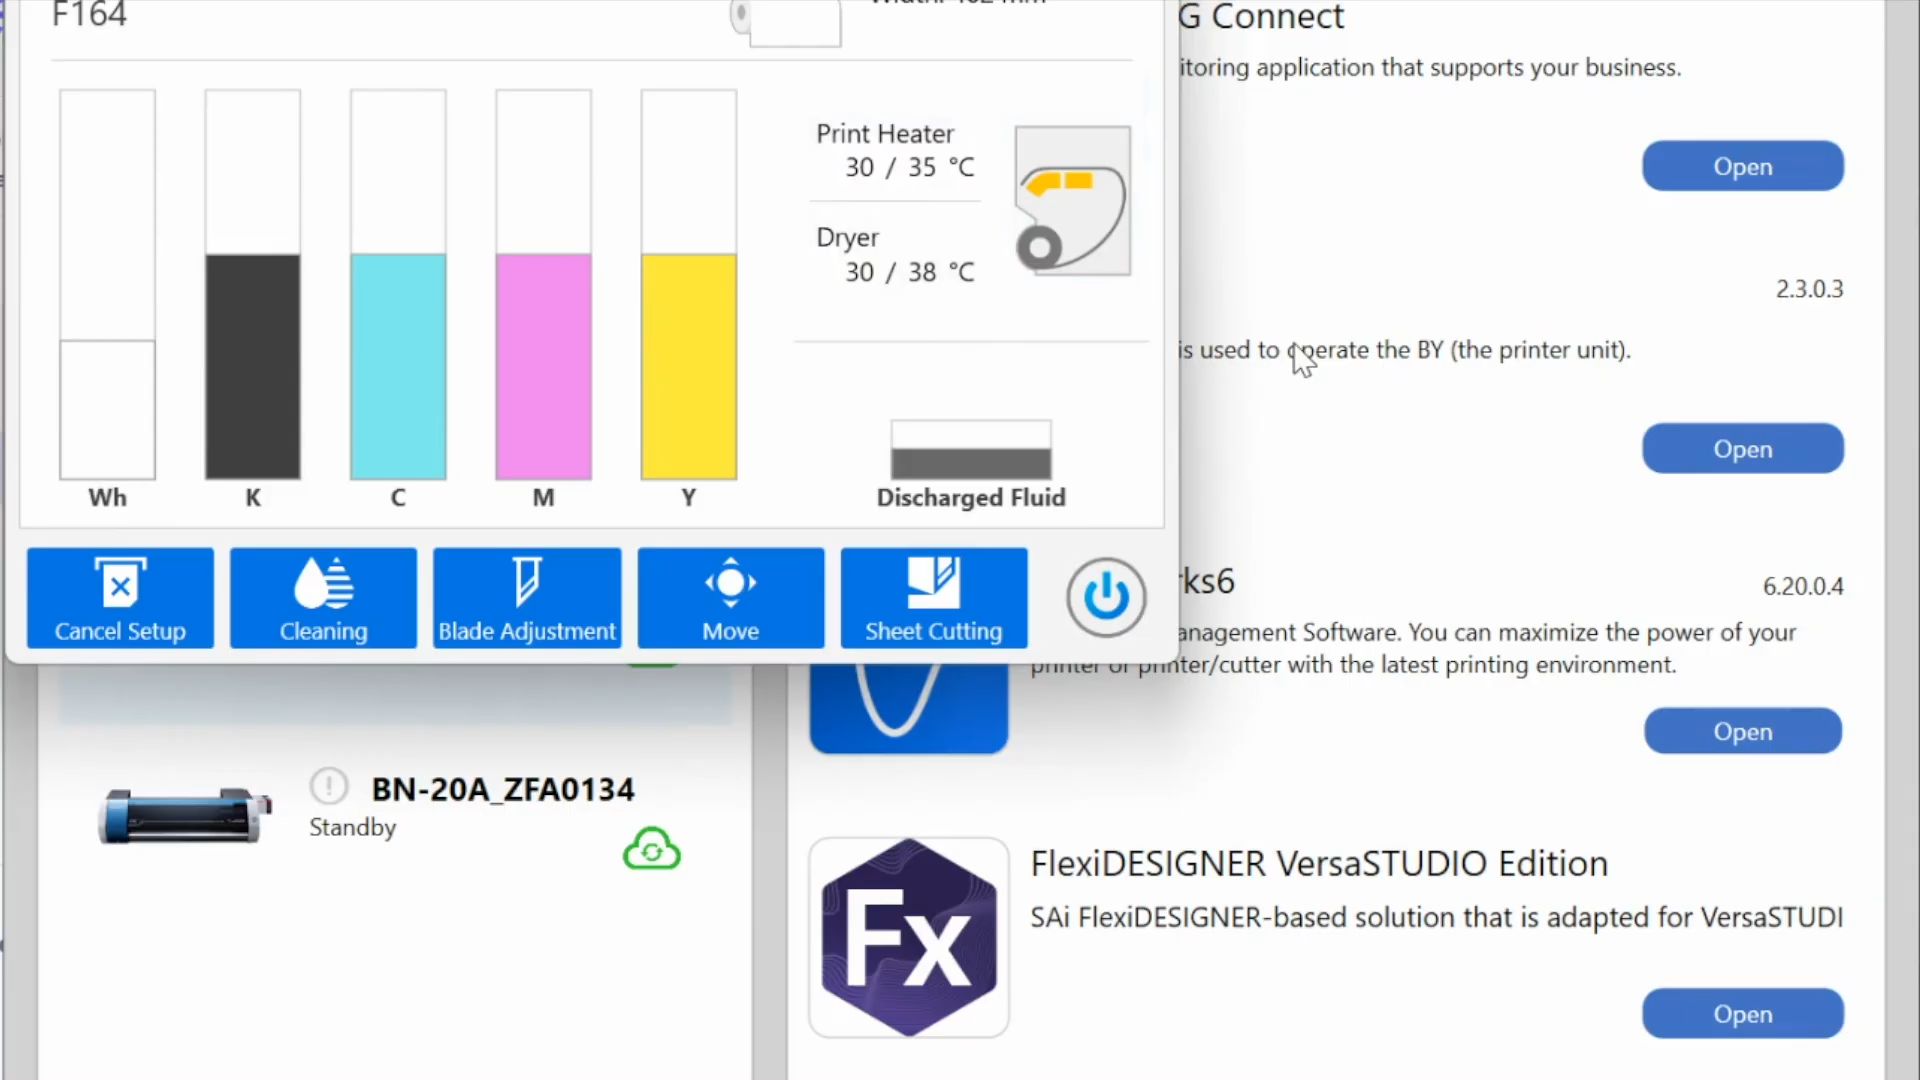 F164
G Connect
itoring application that supports your business.
Print Heater
30 / 35 °C
Open
Dryer
30 / 38 °C
2.3.0.3
is used to operate the BY (the printer unit).
Open
Wh K C M Y
Discharged Fluid
Cancel Setup
Cleaning
Blade Adjustment
Move
Sheet Cutting
rks6
6.20.0.4
anagement Software. You can maximize the power of your
printer or printer/cutter with the latest printing environment.
Open
BN-20A_ZFA0134
Standby
Fx
FlexiDESIGNER VersaSTUDIO Edition
SAi FlexiDESIGNER-based solution that is adapted for VersaSTUDI
Open